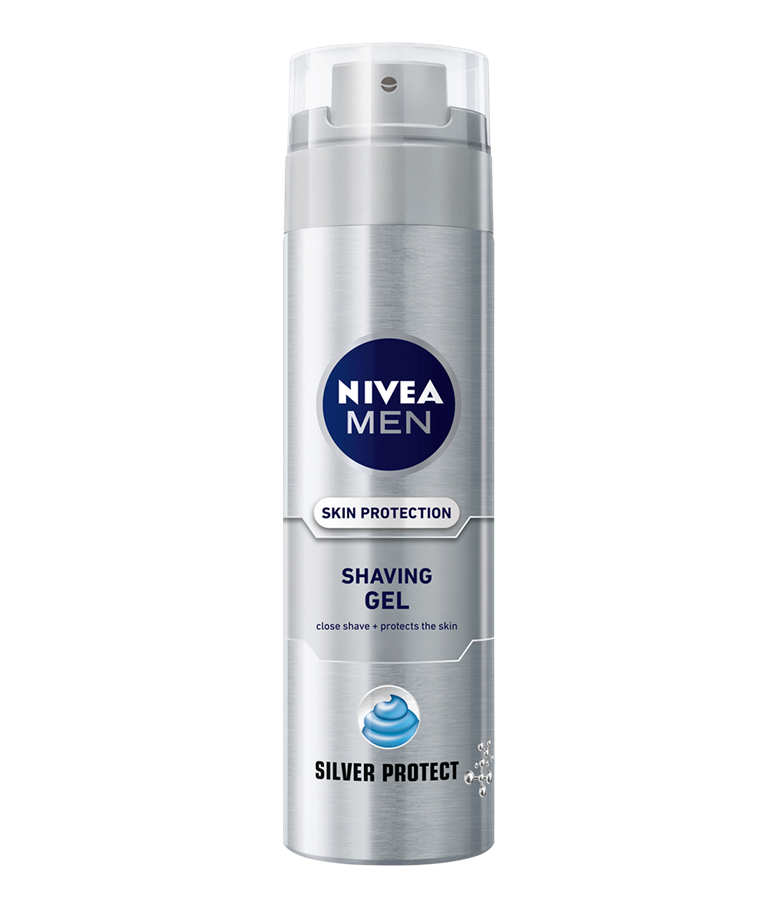 NIVEA
MEN
SKIN PROTECTION
SHAVING
GEL
close shave + protects the skin
SILVER PROTECT